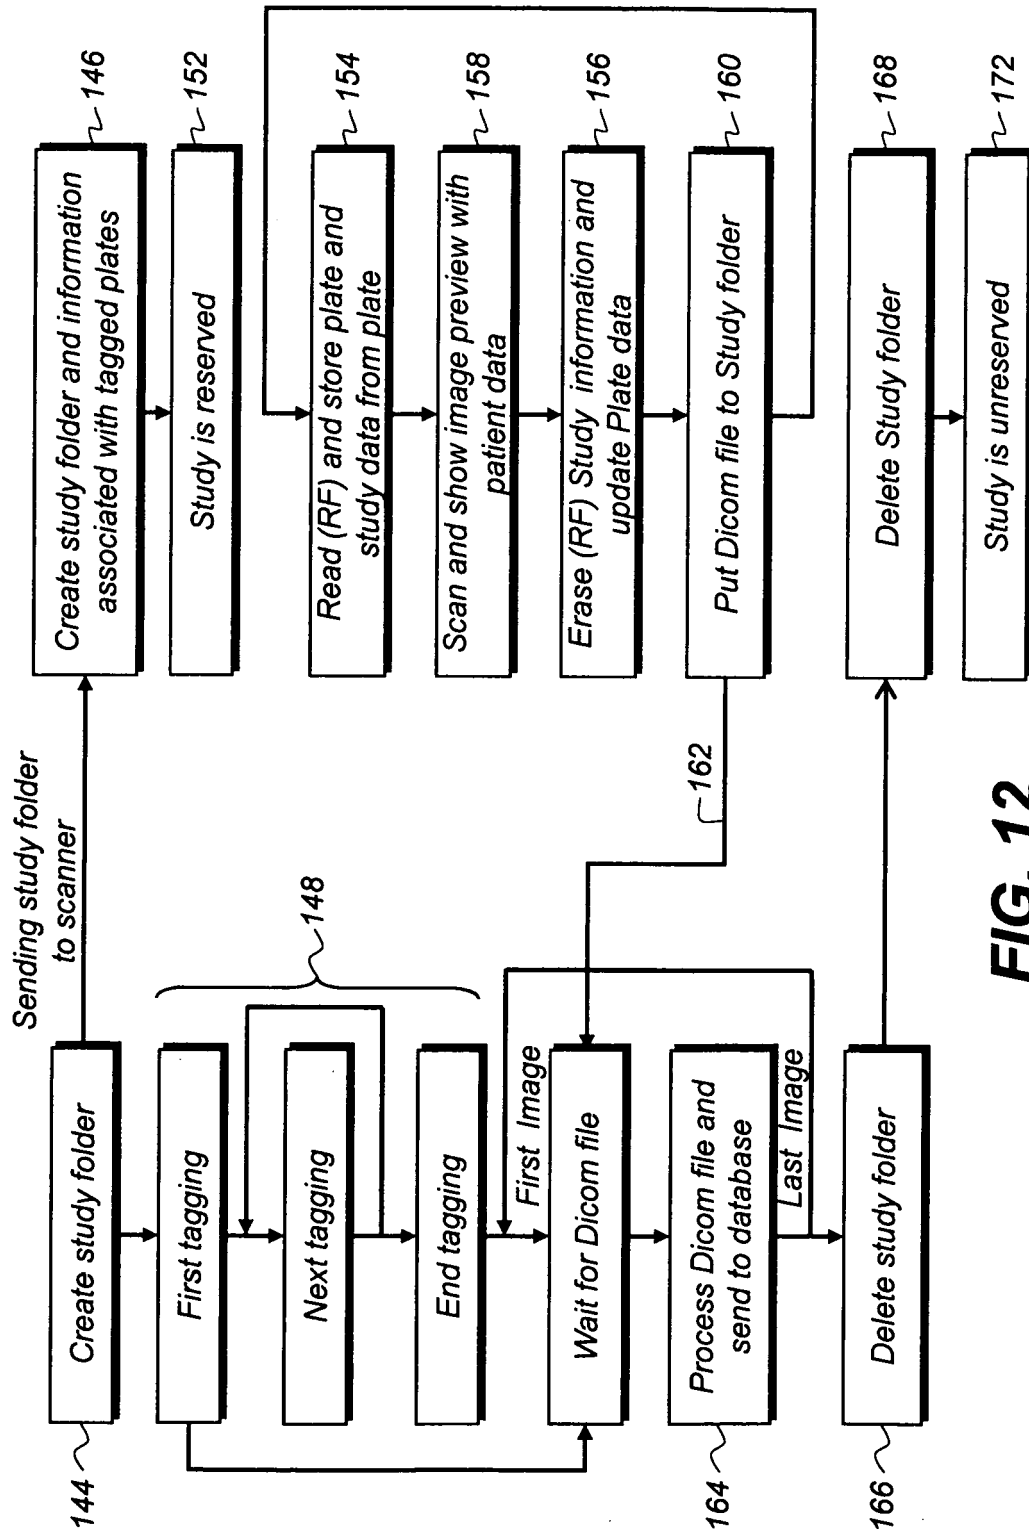 Sending study folder
to scanner
144
Create study folder
First tagging
Next tagging
End tagging
148
First Image
Wait for Dicom file
164
Process Dicom file and
send to database
Last Image
166
Delete study folder
Create study folder and information
associated with tagged plates
146
Study is reserved
152
Read (RF) and store plate and
study data from plate
154
Scan and show image preview with
patient data
158
Erase (RF) Study information and
update Plate data
156
Put Dicom file to Study folder
160
162
Delete Study folder
168
Study is unreserved
172
FIG. 12